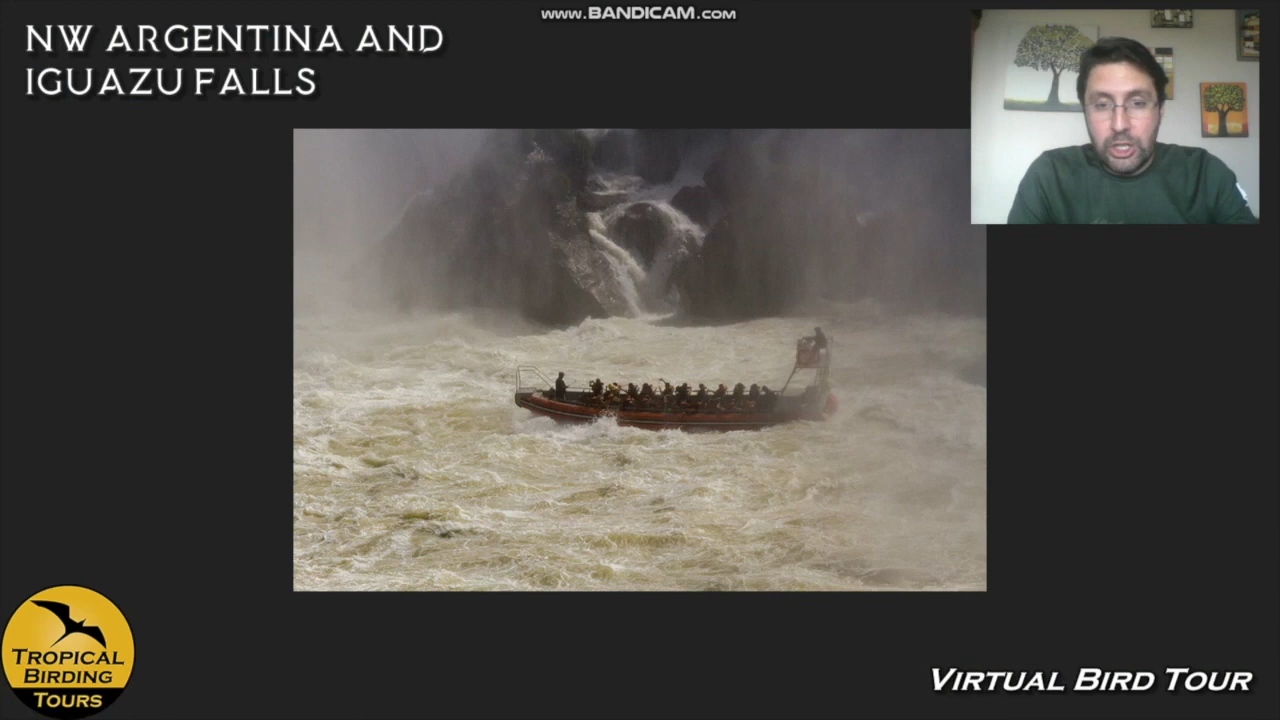 www.BANDICAM.com
NW ARGENTINA AND
IGUAZU FALLS
TROPICAL
BIRDING
TOURS
VIRTUAL BIRD TOUR